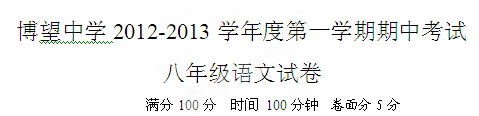 博望中学 2012-2013 学年度第一学期期中考试
八年级语文试卷
满分 100 分 时间 100 分钟 卷面分 5 分